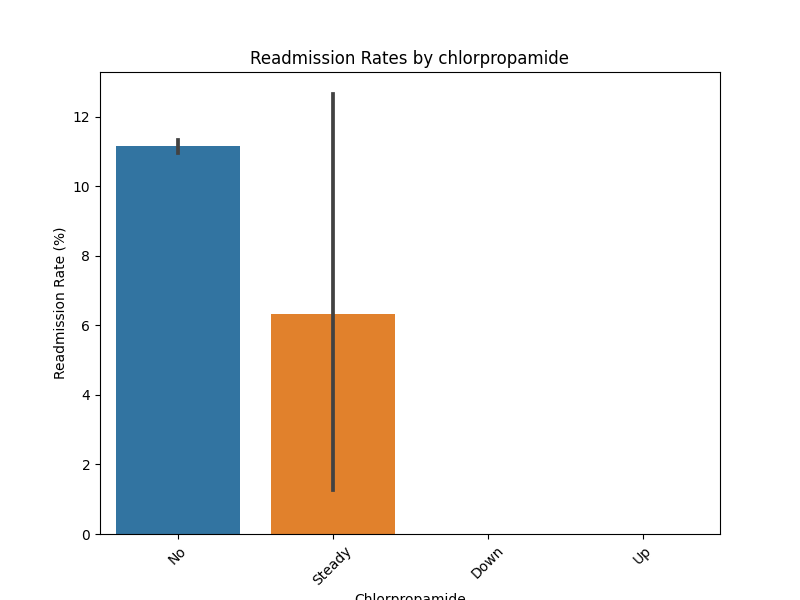 Readmission Rates by chlorpropamide
Readmission Rate (%)
12
10
8
6
4
2
0
No
Steady
Down
Up
Chlorpropamide